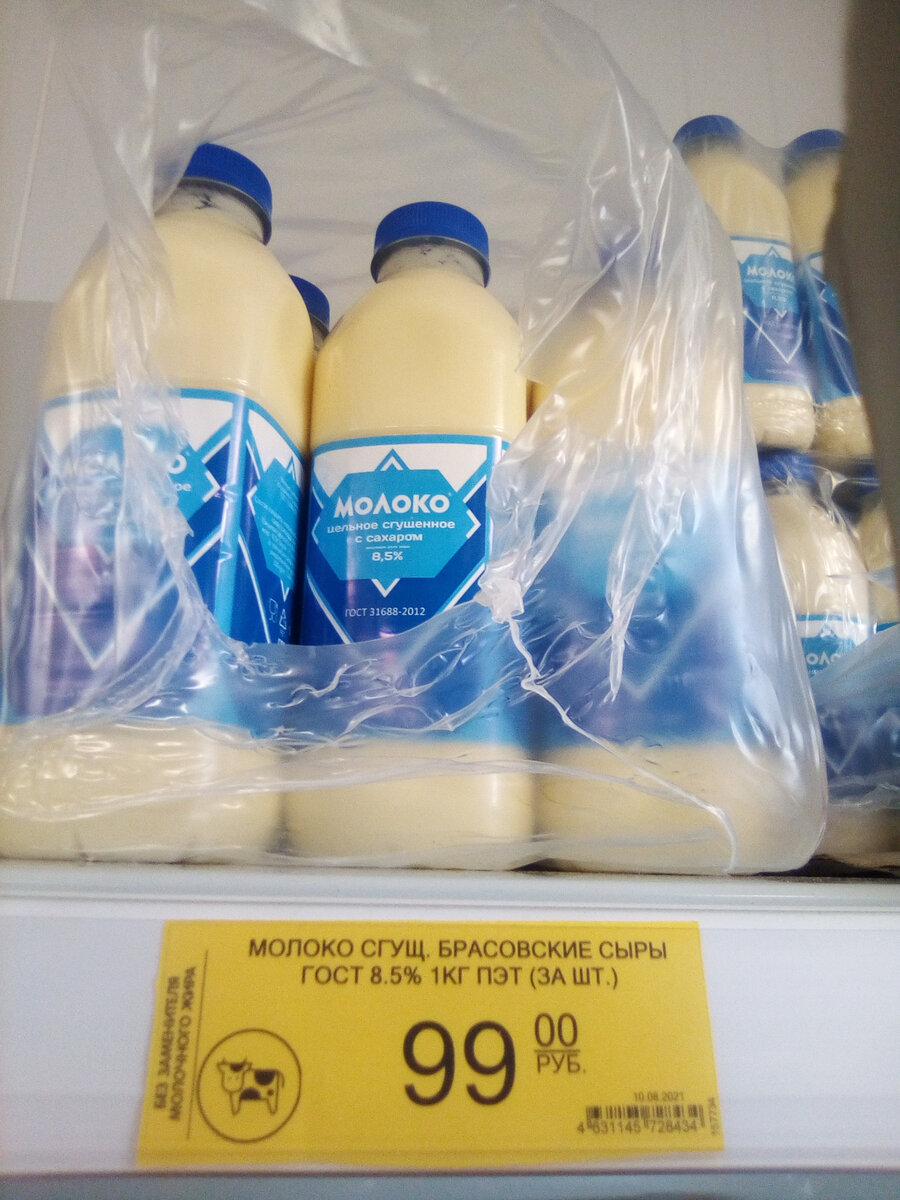 МОЛОКО
цельное сгущенное
с сахаром
8,5%
ГОСТ 31688-2012
МОЛОКО
МОЛОКО СГУЩ. БРАСОВСКИЕ СЫРЫ
ГОСТ 8.5% 1КГ ПЭТ (ЗА ШТ.)
БЕЗ ЗАМЕНИТЕЛЯ
МОЛОЧНОГО ЖИРА
99 00
РУБ.
10.08.2021
4 631145 728434